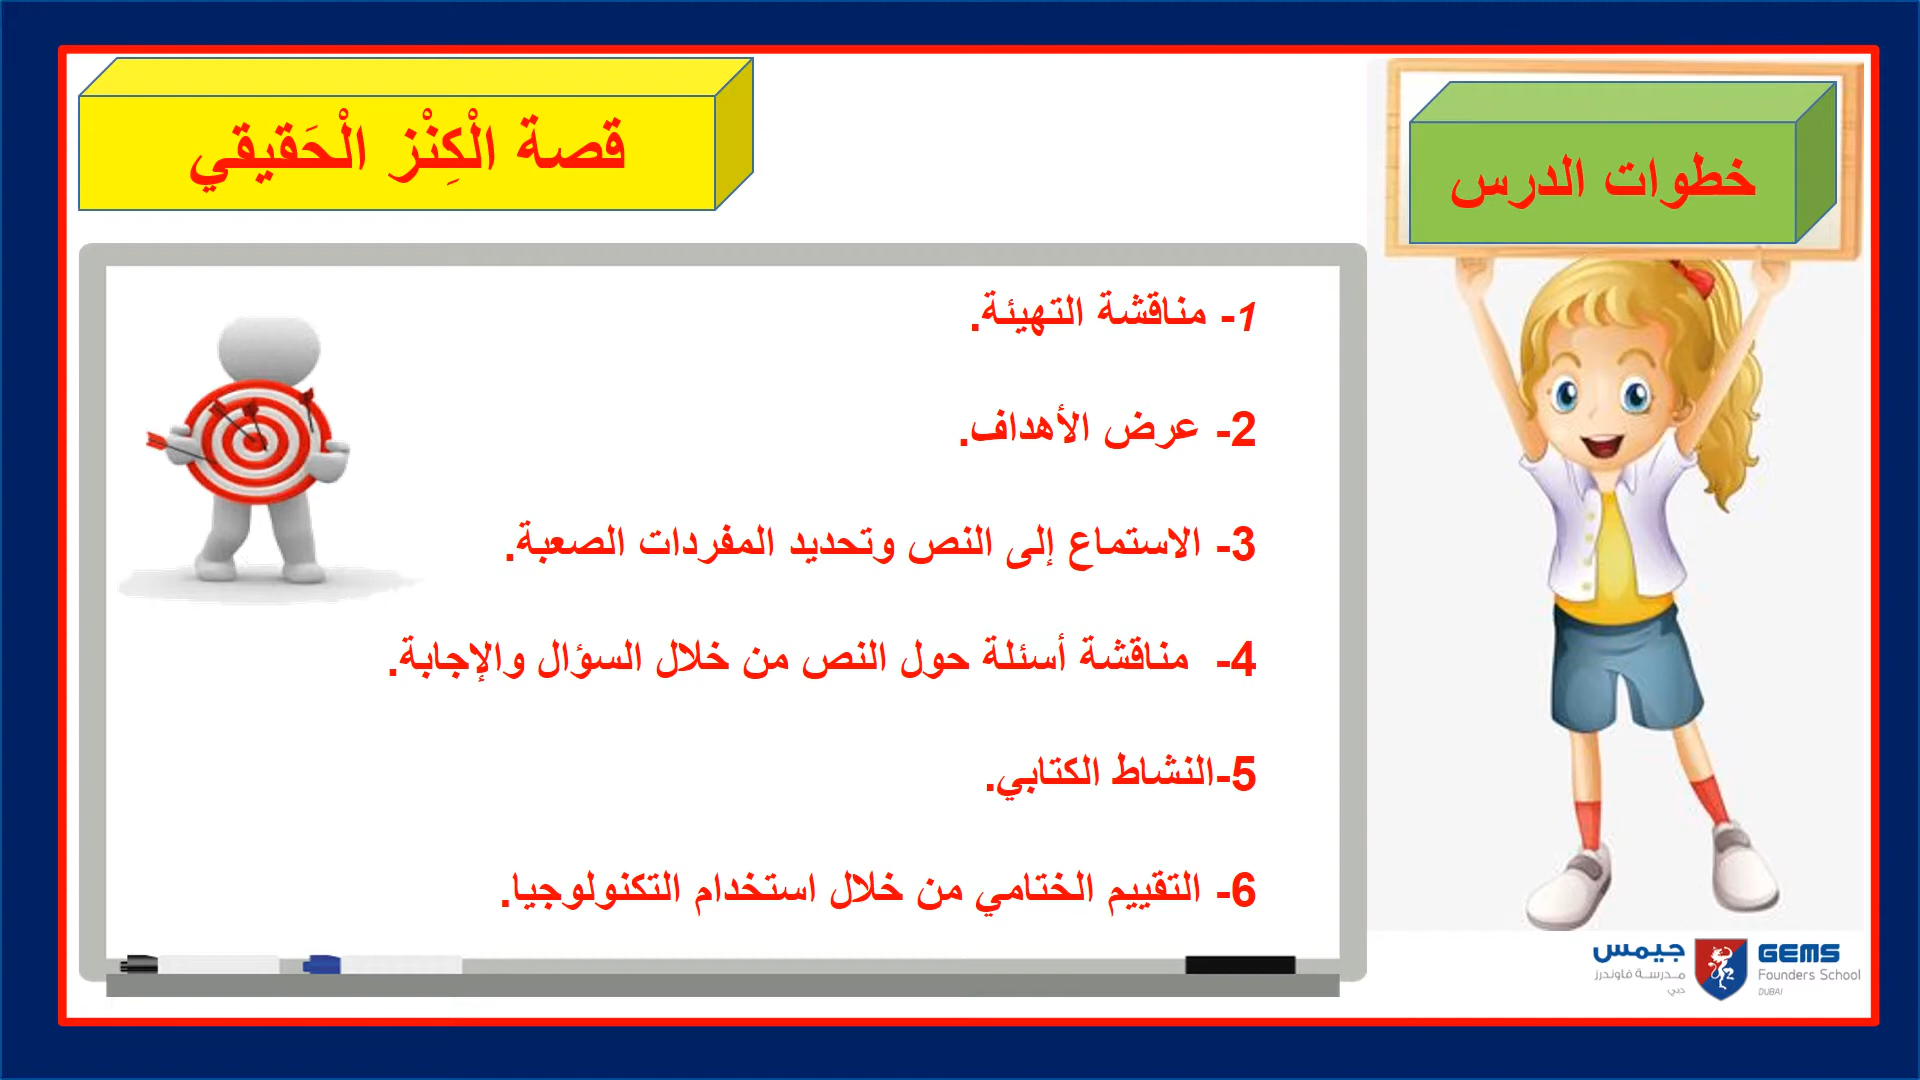 خطوات الدرس
قصة الْكِنْز الْحَقيقي
1- مناقشة التهيئة.
2- عرض الأهداف.
3- الاستماع إلى النص وتحديد المفردات الصعبة.
4- مناقشة أسئلة حول النص من خلال السؤال والإجابة.
5-النشاط الكتابي.
6- التقييم الختامي من خلال استخدام التكنولوجيا.
جيمس
مدرسة فاوندرز
دبي
GEMS
Founders School
DUBAI